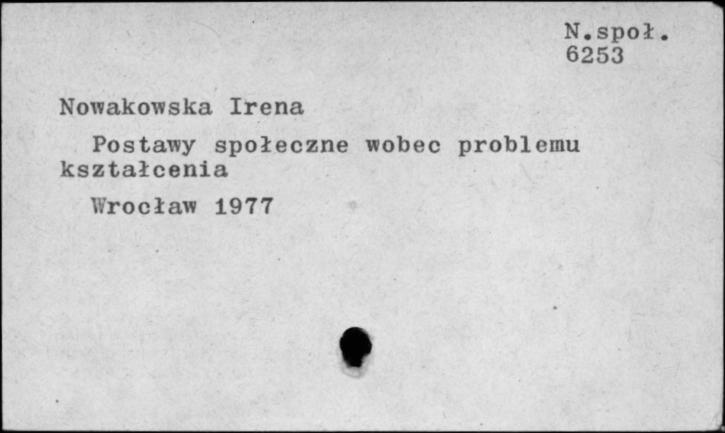 N.społ.
6253
Nowakowska Irena
Postawy społeczne wobec problemu
kształcenia
Wrocław 1977